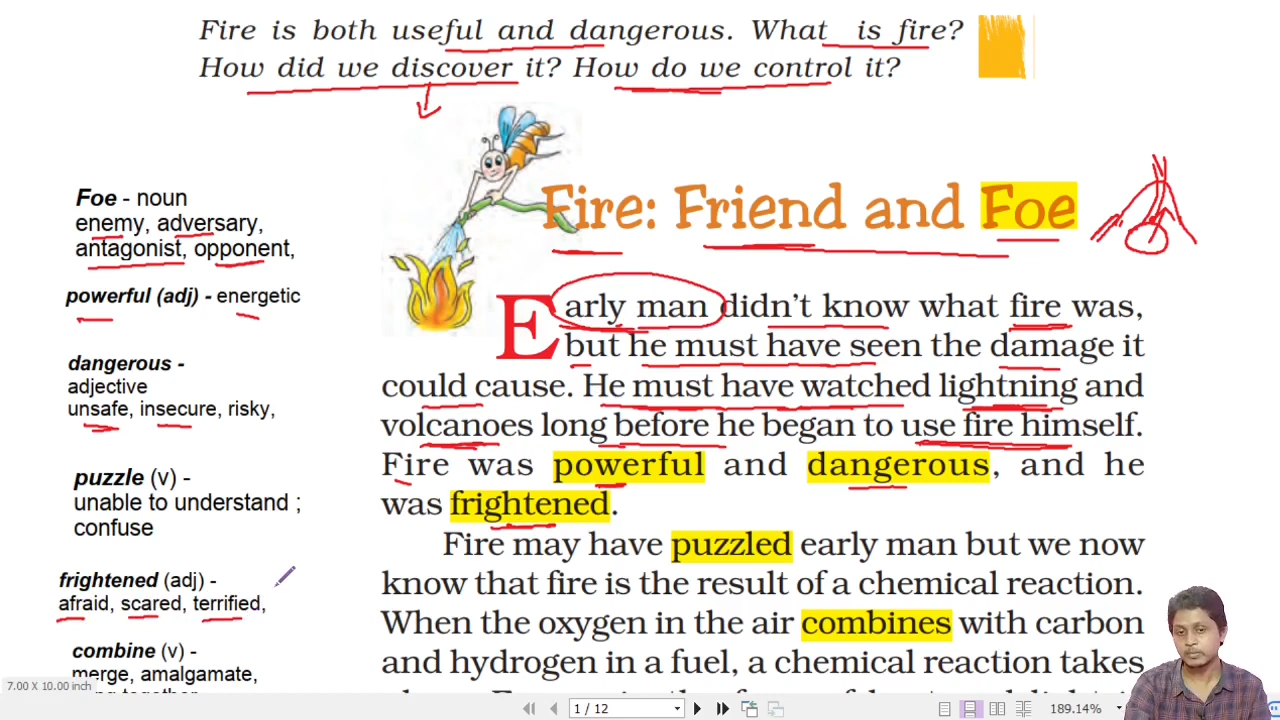 Fire is both useful and dangerous. What is fire?
How did we discover it? How do we control it?
Fire: Friend and Foe
Foe - noun
enemy, adversary,
antagonist, opponent,
powerful (adj) - energetic
dangerous -
adjective
unsafe, insecure, risky,
puzzle (v) -
unable to understand ;
confuse
frightened (adj) -
afraid, scared, terrified,
combine (v) -
merge, amalgamate,
Early man didn't know what fire was,
but he must have seen the damage it
could cause. He must have watched lightning and
volcanoes long before he began to use fire himself.
Fire was powerful and dangerous, and he
was frightened.
Fire may have puzzled early man but we now
know that fire is the result of a chemical reaction.
When the oxygen in the air combines with carbon
and hydrogen in a fuel, a chemical reaction takes
7.00 X 10.00 inch
1 / 12
189.14%